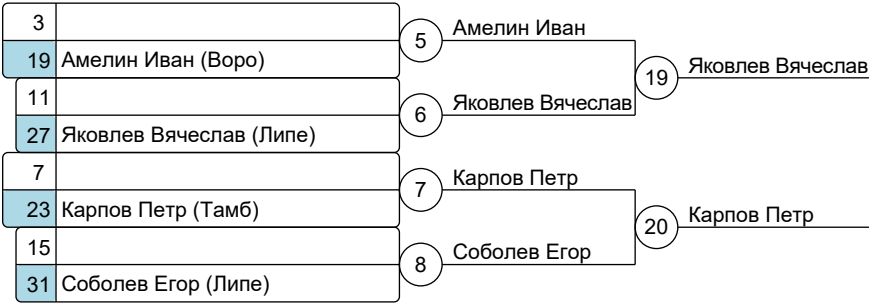 3
19 Амелин Иван (Воро)
11
27 Яковлев Вячеслав (Липе)
7
23 Карпов Петр (Тамб)
15
31 Соболев Егор (Липе)
5 Амелин Иван
6 Яковлев Вячеслав
7 Карпов Петр
8 Соболев Егор
19 Яковлев Вячеслав
20 Карпов Петр